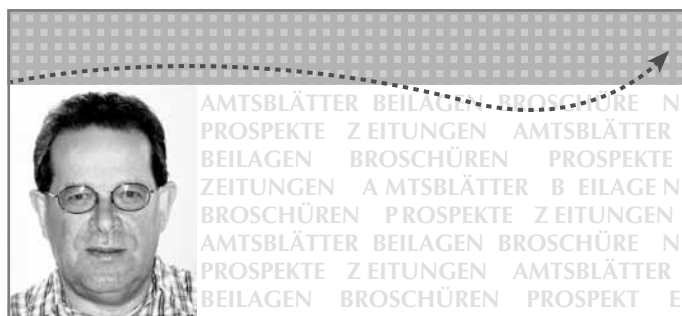 AMTSBLÄTTER BEILAGEN BROSCHÜRE N
PROSPEKTE Z EITUNGEN AMTSBLÄTTER
BEILAGEN BROSCHÜREN PROSPEKTE
ZEITUNGEN A MTSBLÄTTER B EILAGE N
BROSCHÜREN P ROSPEKTE Z EITUNGEN
AMTSBLÄTTER BEILAGEN BROSCHÜRE N
PROSPEKTE Z EITUNGEN AMTSBLÄTTER
BEILAGEN BROSCHÜREN PROSPEKT E